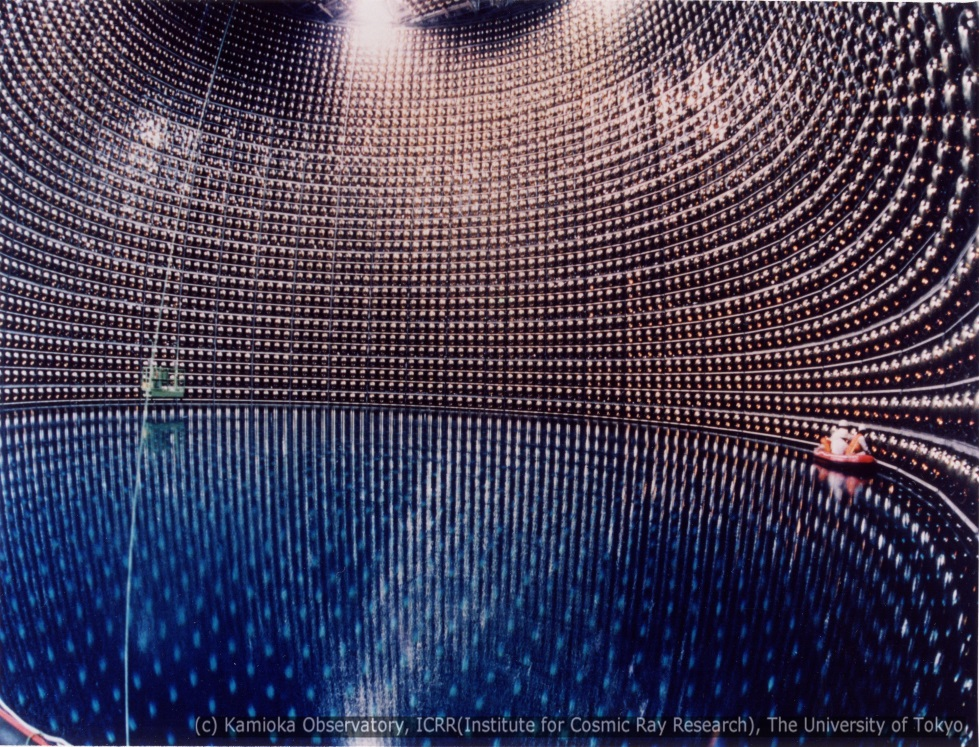 (c) Kamioka Observatory, ICRR(Institute for Cosmic Ray Research), The University of Tokyo,